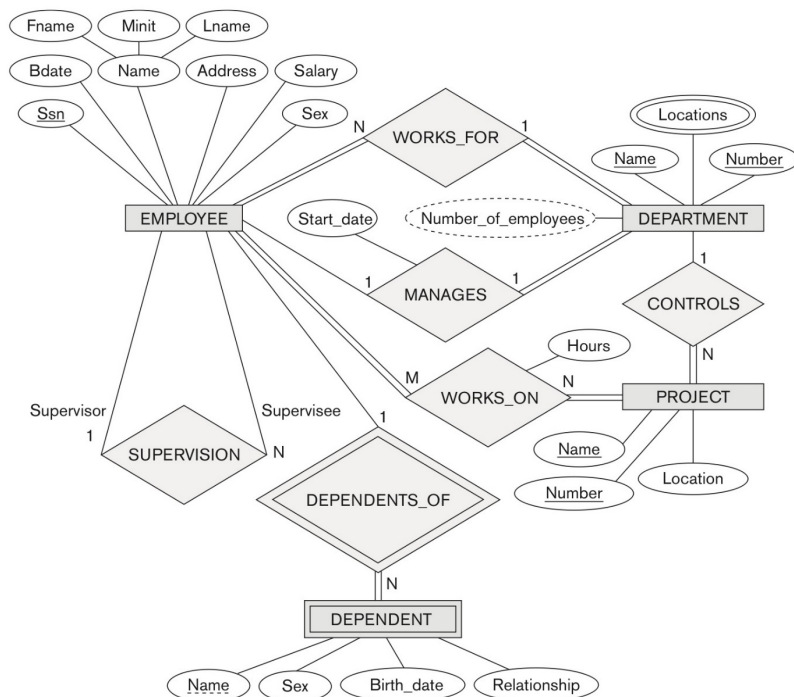 Fname Minit Lname
Bdate Name Address Salary
Ssn Sex
N WORKS_FOR 1
Locations
Name Number
EMPLOYEE Start_date Number_of_employees DEPARTMENT
1 MANAGES 1
1
CONTROLS
N
Hours
M WORKS_ON N PROJECT
Supervisor Supervisee
1 SUPERVISION N
1
Name
Number Location
DEPENDENTS_OF
N
DEPENDENT
Name Sex Birth_date Relationship